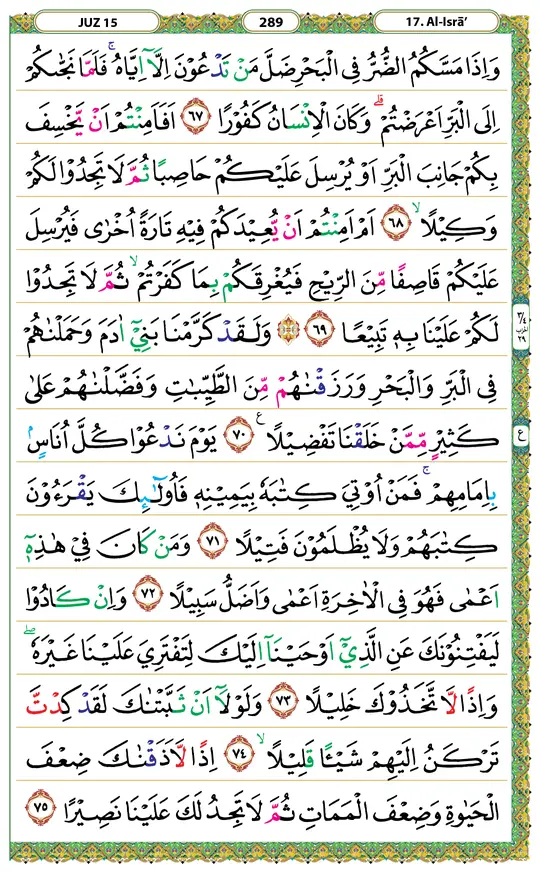 JUZ 15
289
17. Al-Isrā’
وَاِذَا مَسَّكُمُ الضُّرُّ فِى الْبَحْرِ ضَلَّ مَنْ تَدْعُوْنَ اِلَّآ اِيَّاهُۚ فَلَمَّا نَجّٰىكُمْ
اِلَى الْبَرِّ اَعْرَضْتُمْۗ وَكَانَ الْاِنْسَانُ كَفُوْرًا ٦٧ اَفَاَمِنْتُمْ اَنْ يَّخْسِفَ
بِكُمْ جَانِبَ الْبَرِّ اَوْ يُرْسِلَ عَلَيْكُمْ حَاصِبًا ثُمَّ لَا تَجِدُوْا لَكُمْ
وَكِيْلًاۙ ٦٨ اَمْ اَمِنْتُمْ اَنْ يُّعِيْدَكُمْ فِيْهِ تَارَةً اُخْرٰى فَيُرْسِلَ
عَلَيْكُمْ قَاصِفًا مِّنَ الرِّيْحِ فَيُغْرِقَكُمْ بِمَا كَفَرْتُمْۙ ثُمَّ لَا تَجِدُوْا
لَكُمْ عَلَيْنَا بِهٖ تَبِيْعًا ٦٩ ۞ وَلَقَدْ كَرَّمْنَا بَنِيْٓ اٰدَمَ وَحَمَلْنٰهُمْ
فِى الْبَرِّ وَالْبَحْرِ وَرَزَقْنٰهُمْ مِّنَ الطَّيِّبٰتِ وَفَضَّلْنٰهُمْ عَلٰى
كَثِيْرٍ مِّمَّنْ خَلَقْنَا تَفْضِيْلًا ࣖ ٧٠ يَوْمَ نَدْعُوْا كُلَّ اُنَاسٍۢ
بِاِمَامِهِمْۚ فَمَنْ اُوْتِيَ كِتٰبَهٗ بِيَمِيْنِهٖ فَاُولٰۤىِٕكَ يَقْرَءُوْنَ
كِتٰبَهُمْ وَلَا يُظْلَمُوْنَ فَتِيْلًا ٧١ وَمَنْ كَانَ فِيْ هٰذِهٖٓ
اَعْمٰى فَهُوَ فِى الْاٰخِرَةِ اَعْمٰى وَاَضَلُّ سَبِيْلًا ٧٢ وَاِنْ كَادُوْا
لَيَفْتِنُوْنَكَ عَنِ الَّذِيْٓ اَوْحَيْنَآ اِلَيْكَ لِتَفْتَرِيَ عَلَيْنَا غَيْرَهٗۖ
وَاِذًا لَّاتَّخَذُوْكَ خَلِيْلًا ٧٣ وَلَوْلَآ اَنْ ثَبَّتْنٰكَ لَقَدْ كِدْتَّ
تَرْكَنُ اِلَيْهِمْ شَيْـًٔا قَلِيْلًاۙ ٧٤ اِذًا لَّاَذَقْنٰكَ ضِعْفَ
الْحَيٰوةِ وَضِعْفَ الْمَمَاتِ ثُمَّ لَا تَجِدُ لَكَ عَلَيْنَا نَصِيْرًا ٧٥
٣/٤
الحزب
٢٩
ع